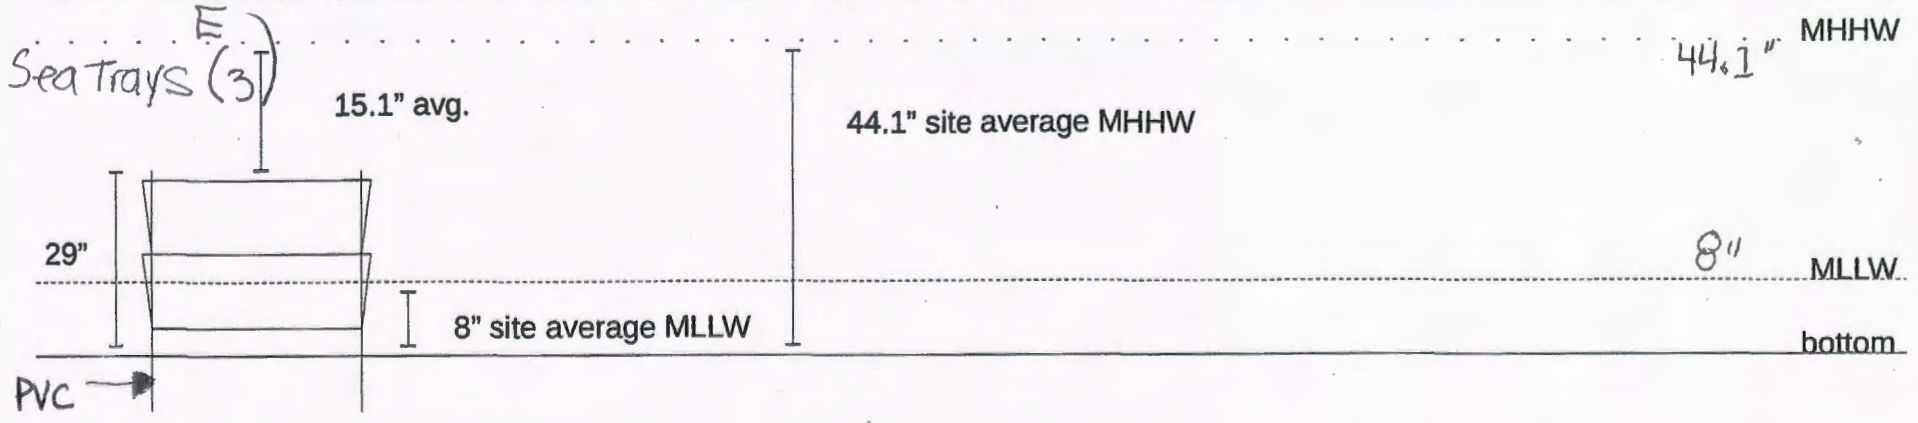 E)
MHHW
Sea Trays (3)
44.1"
15.1” avg.
44.1” site average MHHW
29”
8"
MLLW
8” site average MLLW
bottom
PVC